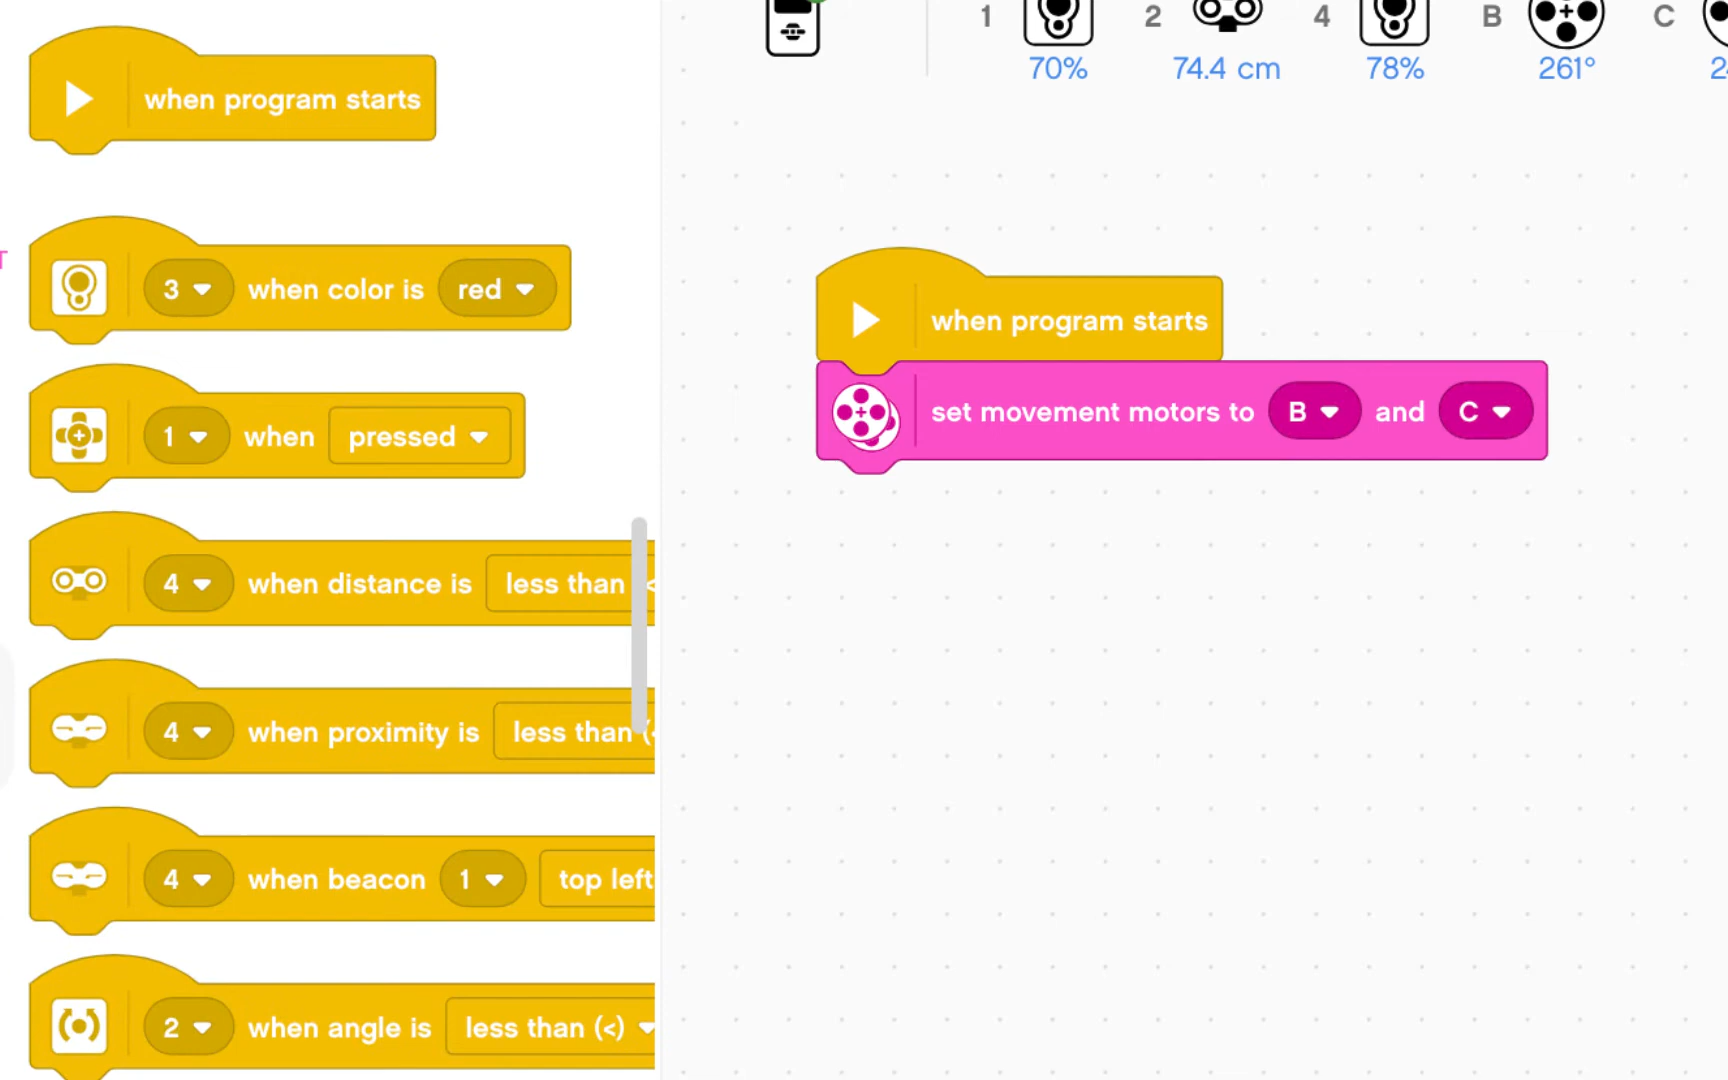 1 2 4 B C
70% 74.4 cm 78% 261°
when program starts
3 when color is red
1 when pressed
4 when distance is less than
4 when proximity is less than (
4 when beacon 1 top left
2 when angle is less than (<)
when program starts
set movement motors to B and C